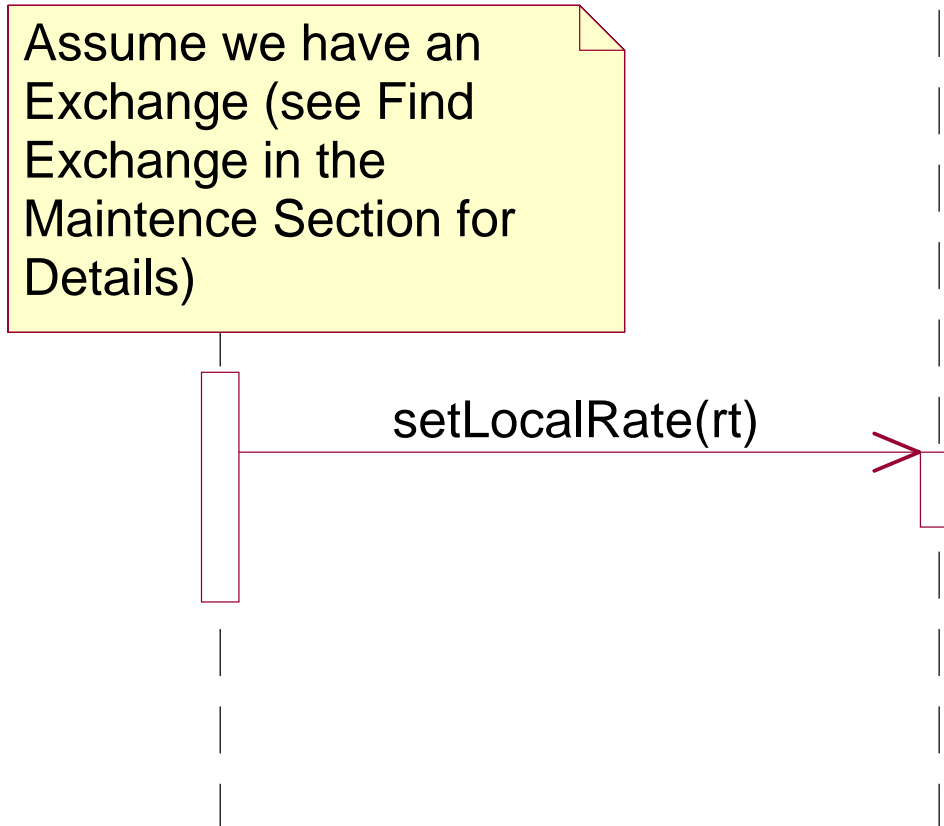 Assume we have an
Exchange (see Find
Exchange in the
Maintence Section for
Details)
setLocalRate(rt)